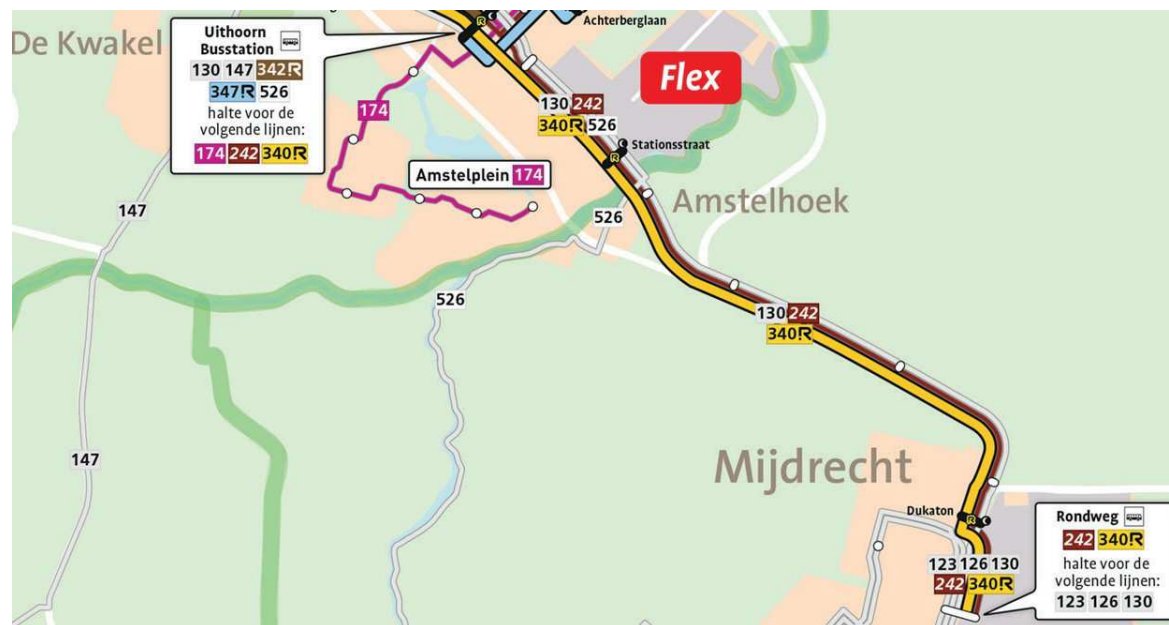 De Kwakel
Uithoorn
Busstation
130 147 342R
347R 526
halte voor de
volgende lijnen:
174 242 340R
Achterberglaan
R
Flex
174
130 242
340R 526
Stationsstraat
R
Amstelplein 174
Amstelhoek
526
147
526
130 242
340R
147
Mijdrecht
Dukaton
R
Rondweg
242 340R
halte voor de
volgende lijnen:
123 126 130
123 126 130
242 340R